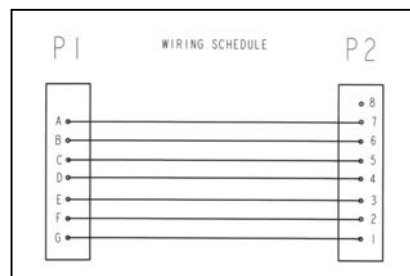 P1 WIRING SCHEDULE P2
8
A 7
B 6
C 5
D 4
E 3
F 2
G 1